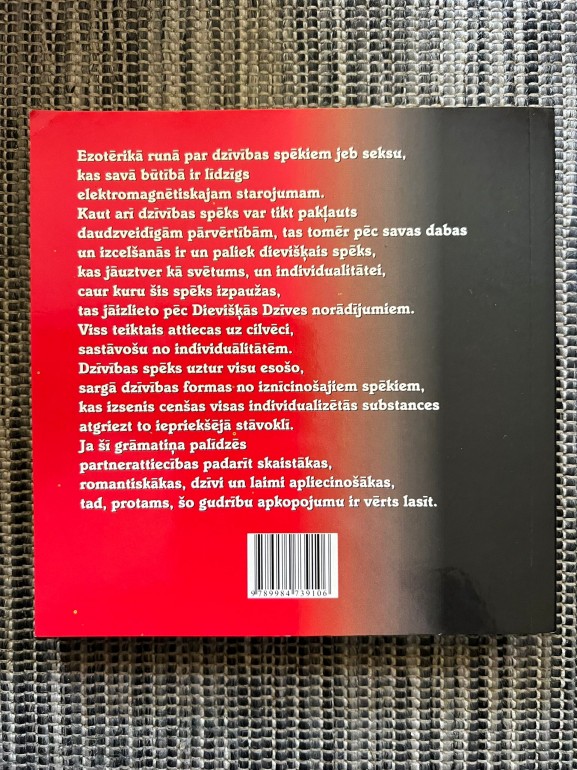 Ezotērikā runā par dzīvības spēkiem jeb seksu,
kas savā būtībā ir līdzīgs
elektromagnētiskajam starojumam.
Kaut arī dzīvības spēks var tikt pakļauts
daudzveidīgām pārvērtībām, tas tomēr pēc savas dabas
un izcelšanās ir un paliek dievišķais spēks,
kas jāuztver kā svētums, un individualitātei,
caur kuru šis spēks izpaužas,
tas jāizlieto pēc Dievišķās Dzīves norādījumiem.
Viss teiktais attiecas uz cilvēci,
sastāvošu no individuālitātēm.
Dzīvības spēks uztur visu esošo,
sargā dzīvības formas no iznīcinošajiem spēkiem,
kas izsenis cenšas visas individualizētās substances
atgriezt to iepriekšējā stāvoklī.
Ja šī grāmatiņa palīdzēs
partnerattiecības padarīt skaistākas,
romantiskākas, dzīvi un laimi apliecinošākas,
tad, protams, šo gudrību apkopojumu ir vērts lasīt.
9 789984 739106